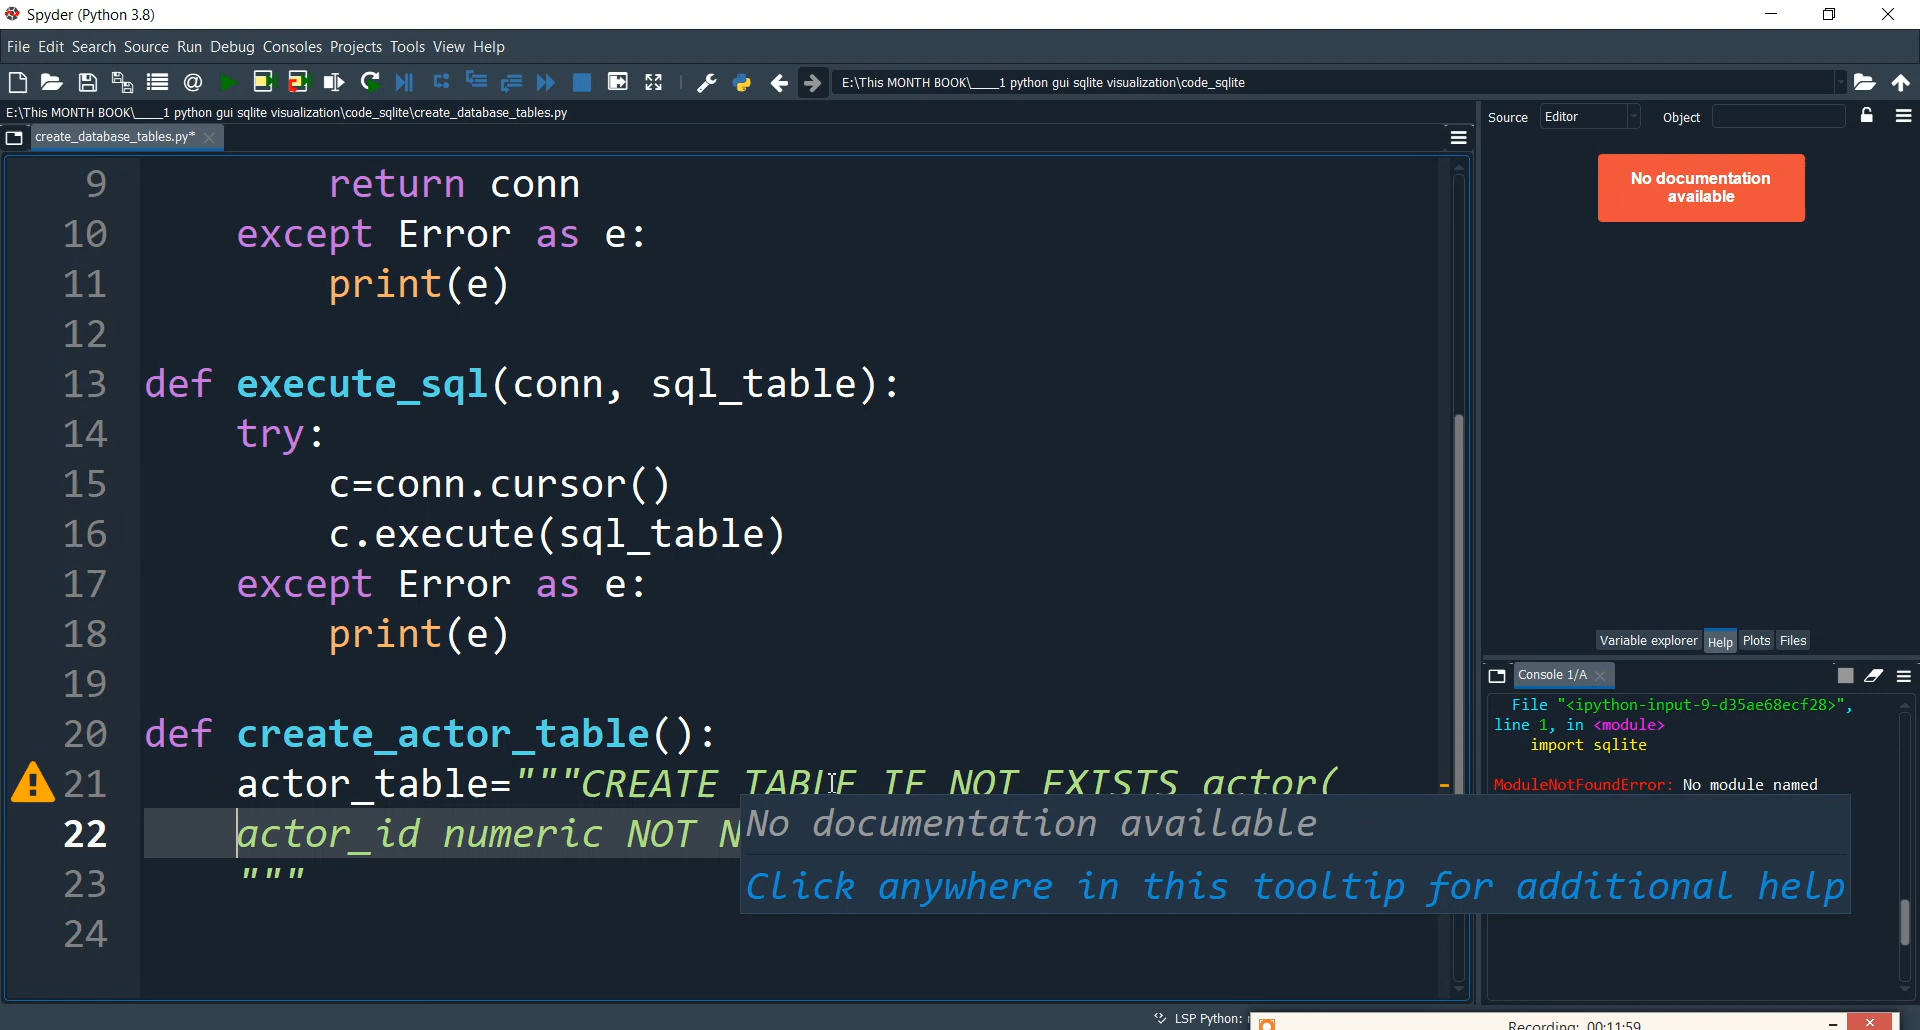 Spyder (Python 3.8)
File Edit Search Source Run Debug Consoles Projects Tools View Help
E:\This MONTH BOOK\____1 python gui sqlite visualization\code_sqlite
E:\This MONTH BOOK\____1 python gui sqlite visualization\code_sqlite\create_database_tables.py
create_database_tables.py*
9 return conn
10 except Error as e:
11 print(e)
12
13 def execute_sql(conn, sql_table):
14 try:
15 c=conn.cursor()
16 c.execute(sql_table)
17 except Error as e:
18 print(e)
19
20 def create_actor_table():
21 actor_table="""CREATE TABLE IF NOT EXISTS actor(
22 actor_id numeric NOT N
23 """
24
No documentation available
Click anywhere in this tooltip for additional help
Source Editor Object
No documentation
available
Variable explorer Help Plots Files
Console 1/A
File "<ipython-input-9-d35ae68ecf28>",
line 1, in <module>
import sqlite
ModuleNotFoundError: No module named
LSP Python:
Recording: 00:11:59